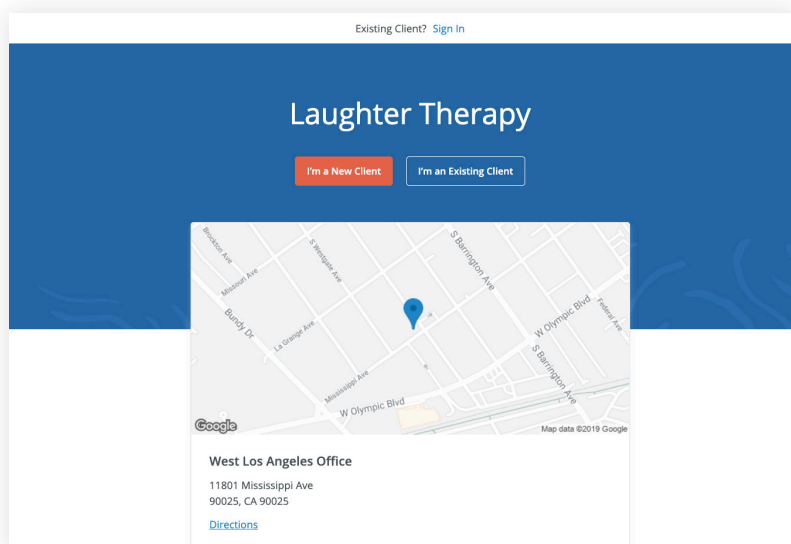 Existing Client? Sign In
Laughter Therapy
I'm a New Client
I'm an Existing Client
Brockton Ave
S Westgate Ave
S Barrington Ave
Missouri Ave
Bundy Dr
La Grange Ave
W Olympic Blvd
Federal Ave
S Barrington Ave
Mississippi Ave
W Olympic Blvd
Google
Map data ©2019 Google
West Los Angeles Office
11801 Mississippi Ave
90025, CA 90025
Directions